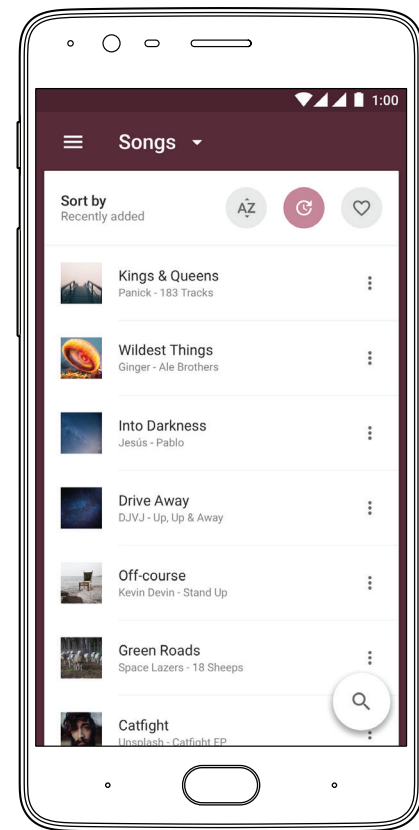 1:00
Songs
Sort by
Recently added
AZ
Kings & Queens
Panick - 183 Tracks
Wildest Things
Ginger - Ale Brothers
Into Darkness
Jesús - Pablo
Drive Away
DJVJ - Up, Up & Away
Off-course
Kevin Devin - Stand Up
Green Roads
Space Lazers - 18 Sheeps
Catfight
Unsplash - Catfight EP